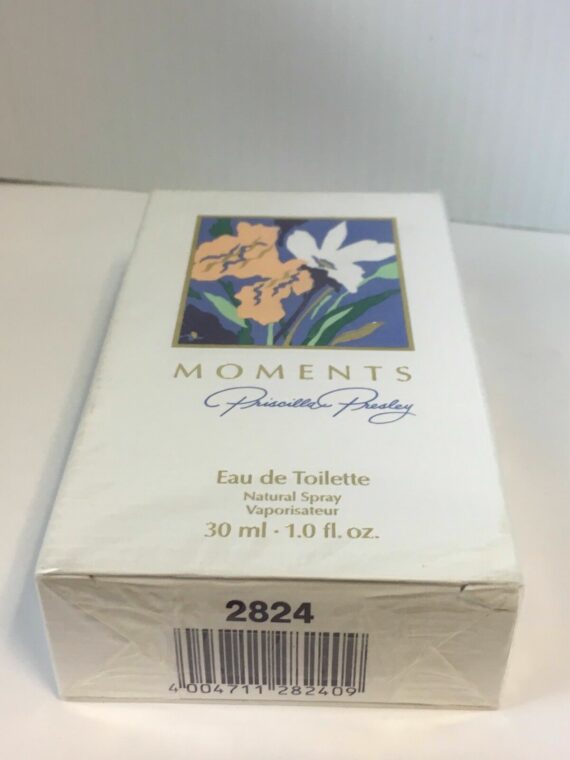 MOMENTS
Priscilla Presley
Eau de Toilette
Natural Spray
Vaporisateur
30 ml · 1.0 fl. oz.
2824
4 004711 282409